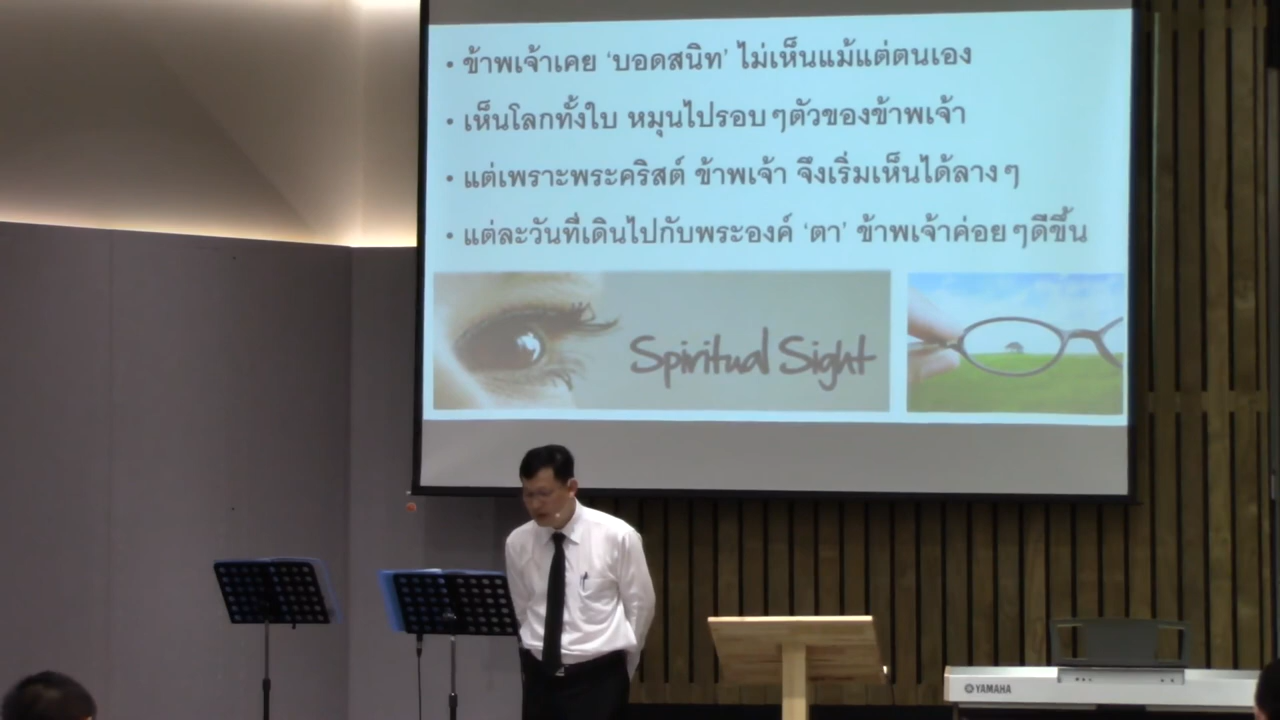 • ข้าพเจ้าเคย ‘บอดสนิท’ ไม่เห็นแม้แต่ตนเอง
• เห็นโลกทั้งใบ หมุนไปรอบๆตัวของข้าพเจ้า
• แต่เพราะพระคริสต์ ข้าพเจ้า จึงเริ่มเห็นได้ลางๆ
• แต่ละวันที่เดินไปกับพระองค์ ‘ตา’ ข้าพเจ้าค่อยๆดีขึ้น
Spiritual Sight
YAMAHA